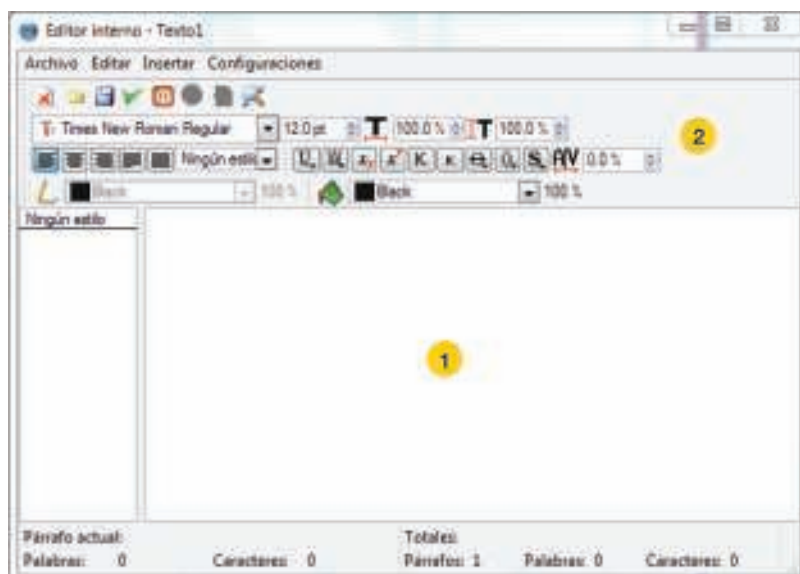 Editor interno - Texto1
Archivo Editar Insertar Configuraciones
Times New Roman Regular 12.0 pt 100.0 % 100.0 %
2
Ningún estilo 0.0 %
Black 100 % Black 100 %
Ningún estilo
1
Párrafo actual: Totales:
Palabras: 0 Caracteres: 0 Párrafos: 1 Palabras: 0 Caracteres: 0